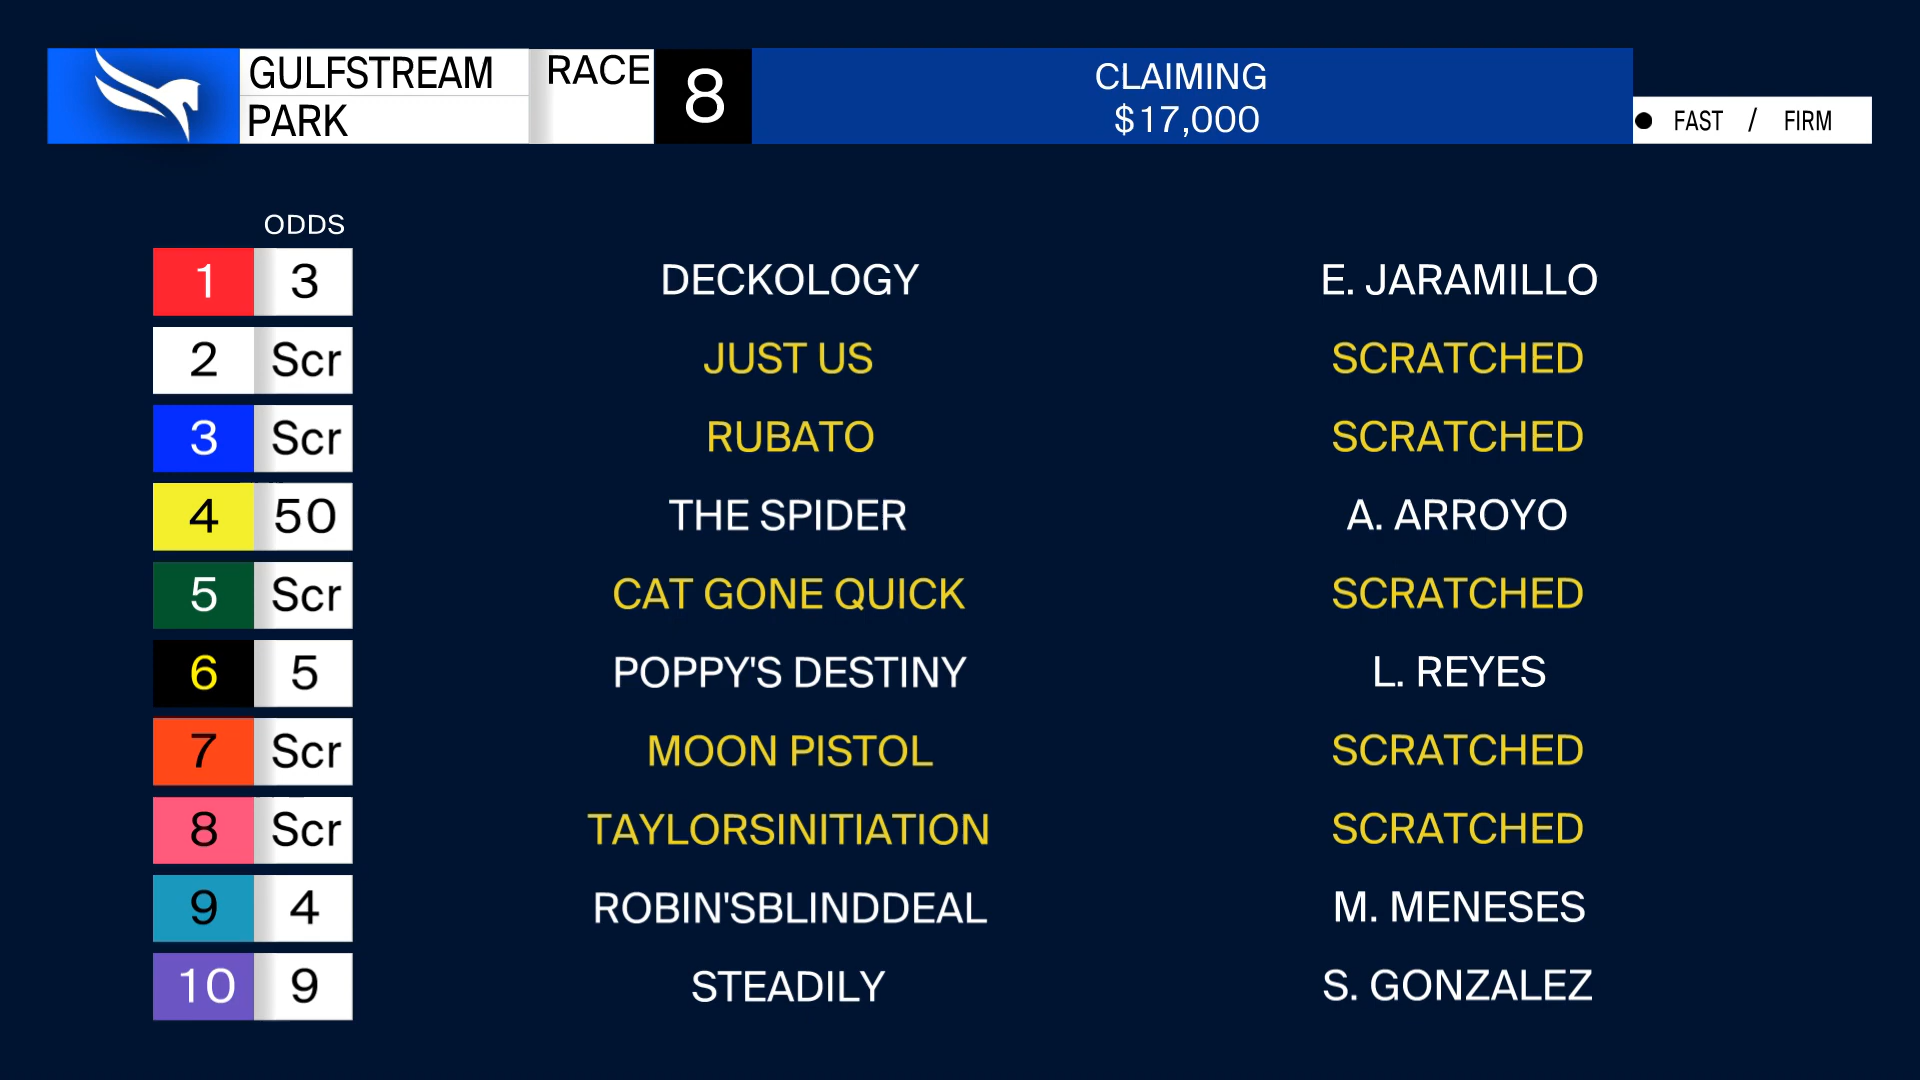 GULFSTREAM
PARK
RACE 8
CLAIMING
$17,000
FAST / FIRM
ODDS
1 3 DECKOLOGY E. JARAMILLO
2 Scr JUST US SCRATCHED
3 Scr RUBATO SCRATCHED
4 50 THE SPIDER A. ARROYO
5 Scr CAT GONE QUICK SCRATCHED
6 5 POPPY'S DESTINY L. REYES
7 Scr MOON PISTOL SCRATCHED
8 Scr TAYLORSINITIATION SCRATCHED
9 4 ROBIN'SBLINDDEAL M. MENESES
10 9 STEADILY S. GONZALEZ